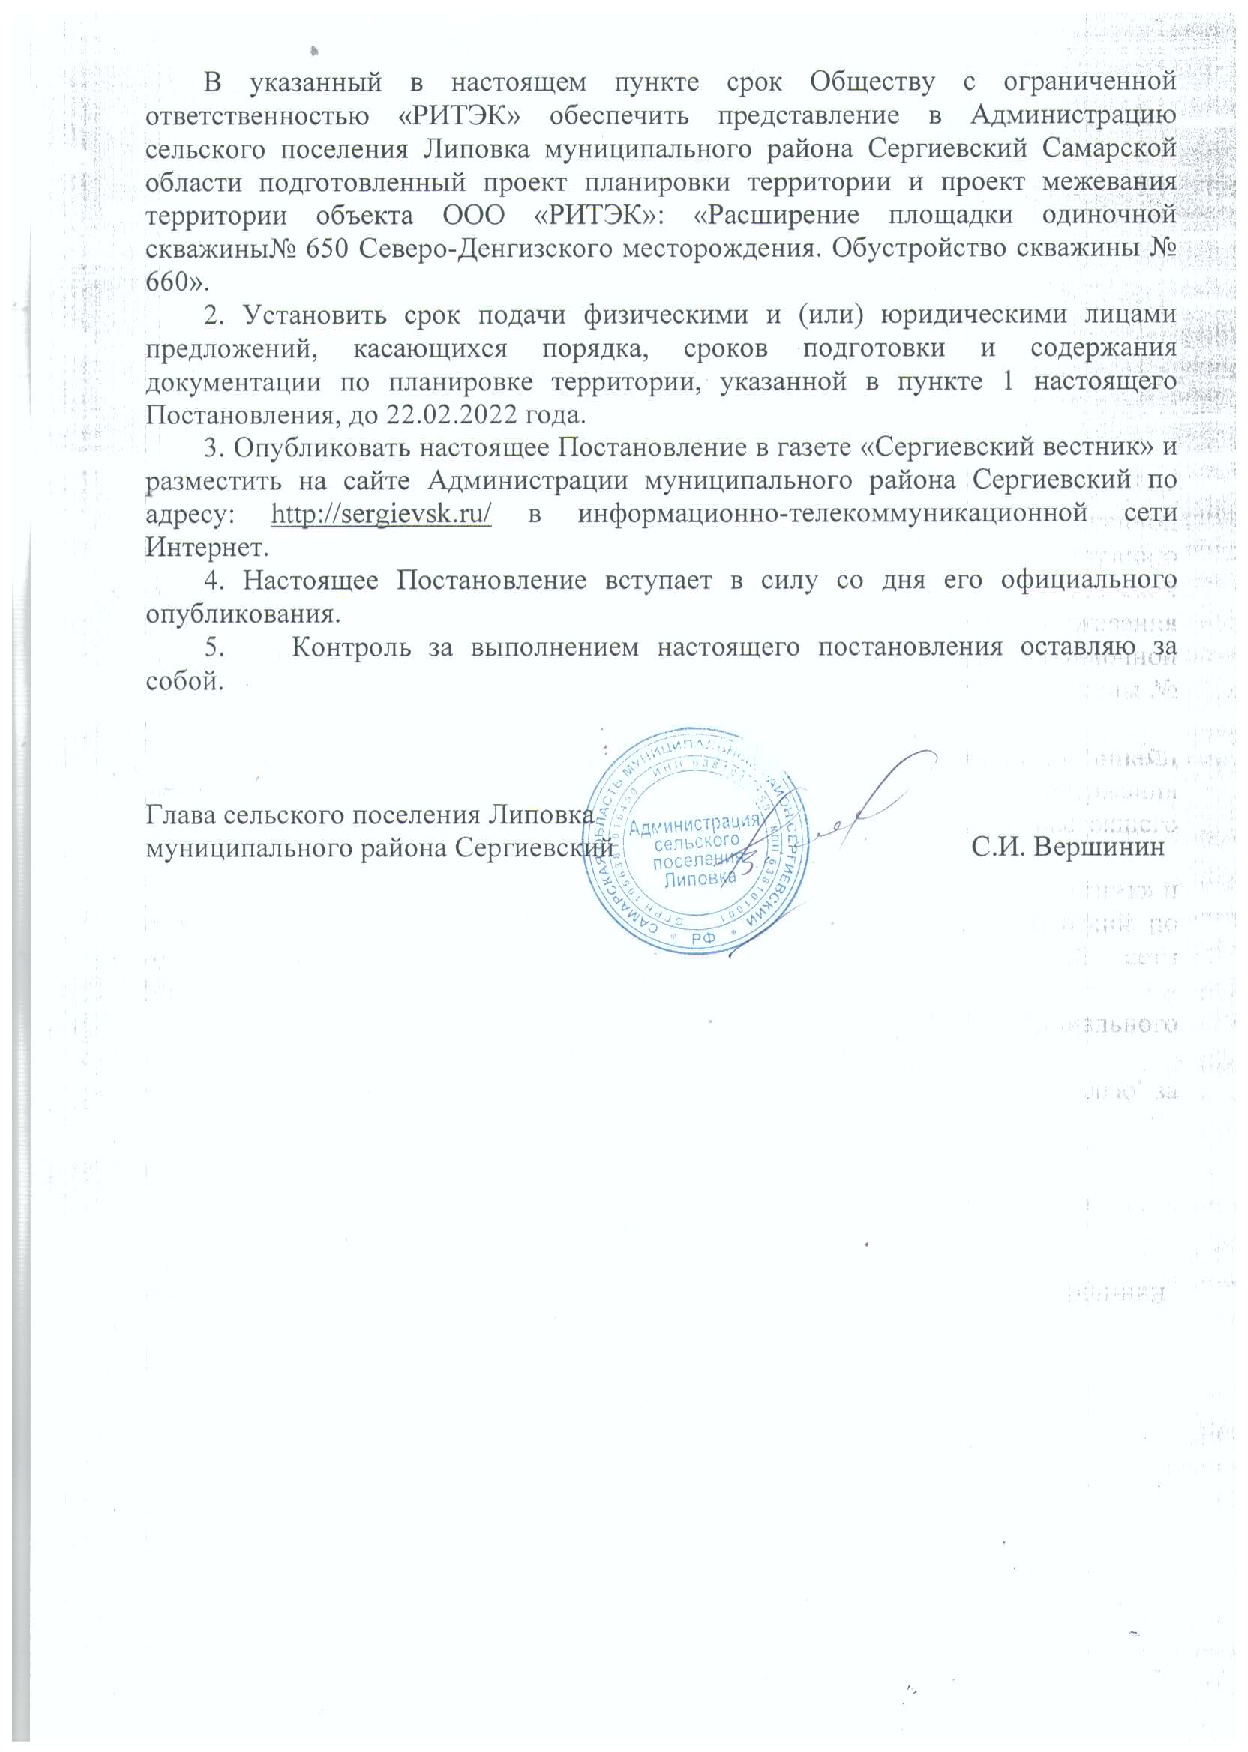 В указанный в настоящем пункте срок Обществу с ограниченной
ответственностью «РИТЭК» обеспечить представление в Администрацию
сельского поселения Липовка муниципального района Сергиевский Самарской
области подготовленный проект планировки территории и проект межевания
территории объекта ООО «РИТЭК»: «Расширение площадки одиночной
скважины№ 650 Северо-Денгизского месторождения. Обустройство скважины №
660».
2. Установить срок подачи физическими и (или) юридическими лицами
предложений, касающихся порядка, сроков подготовки и содержания
документации по планировке территории, указанной в пункте 1 настоящего
Постановления, до 22.02.2022 года.
3. Опубликовать настоящее Постановление в газете «Сергиевский вестник» и
разместить на сайте Администрации муниципального района Сергиевский по
адресу: http://sergievsk.ru/ в информационно-телекоммуникационной сети
Интернет.
4. Настоящее Постановление вступает в силу со дня его официального
опубликования.
5. Контроль за выполнением настоящего постановления оставляю за
собой.
Глава сельского поселения Липовка
муниципального района Сергиевский С.И. Вершинин
Администрация
сельского
поселения
Липовка
САМАРСКАЯ ОБЛАСТЬ МУНИЦИПАЛЬНЫЙ РАЙОН СЕРГИЕВСКИЙ
* РФ *